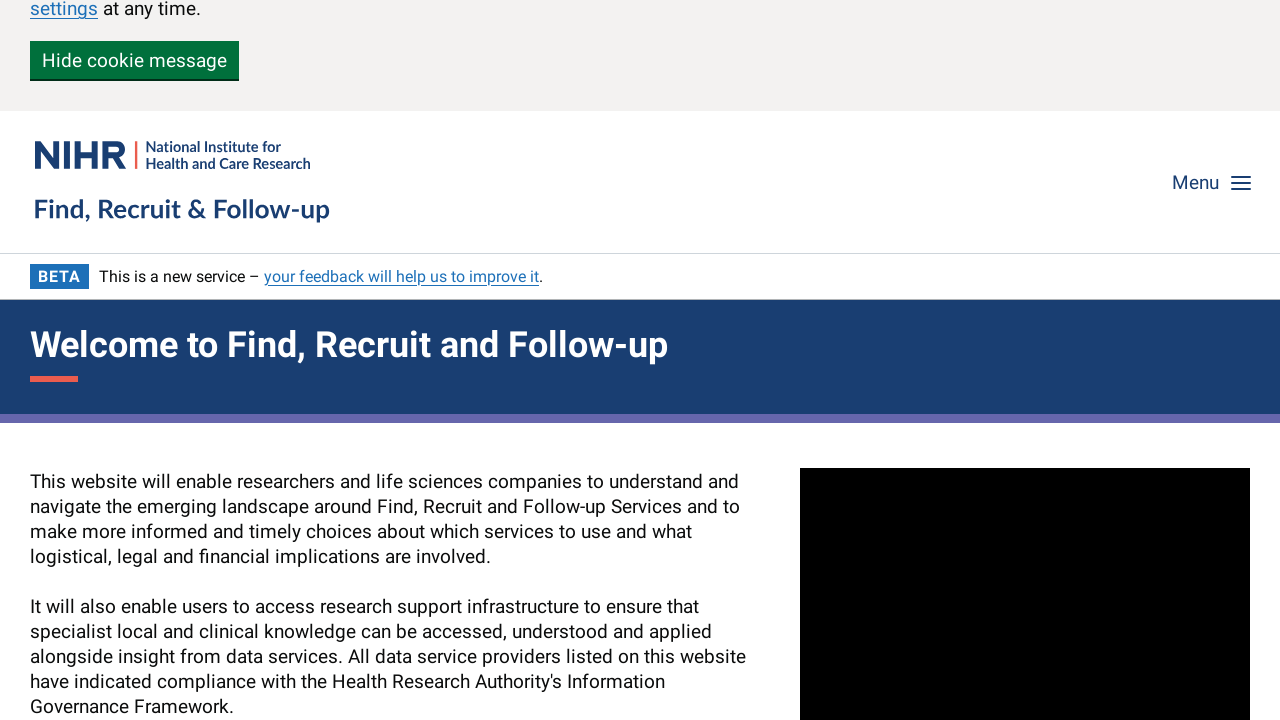 settings at any time.
Hide cookie message
NIHR National Institute for
Health and Care Research
Find, Recruit & Follow-up
Menu
BETA This is a new service – your feedback will help us to improve it.
Welcome to Find, Recruit and Follow-up
This website will enable researchers and life sciences companies to understand and
navigate the emerging landscape around Find, Recruit and Follow-up Services and to
make more informed and timely choices about which services to use and what
logistical, legal and financial implications are involved.
It will also enable users to access research support infrastructure to ensure that
specialist local and clinical knowledge can be accessed, understood and applied
alongside insight from data services. All data service providers listed on this website
have indicated compliance with the Health Research Authority's Information
Governance Framework.